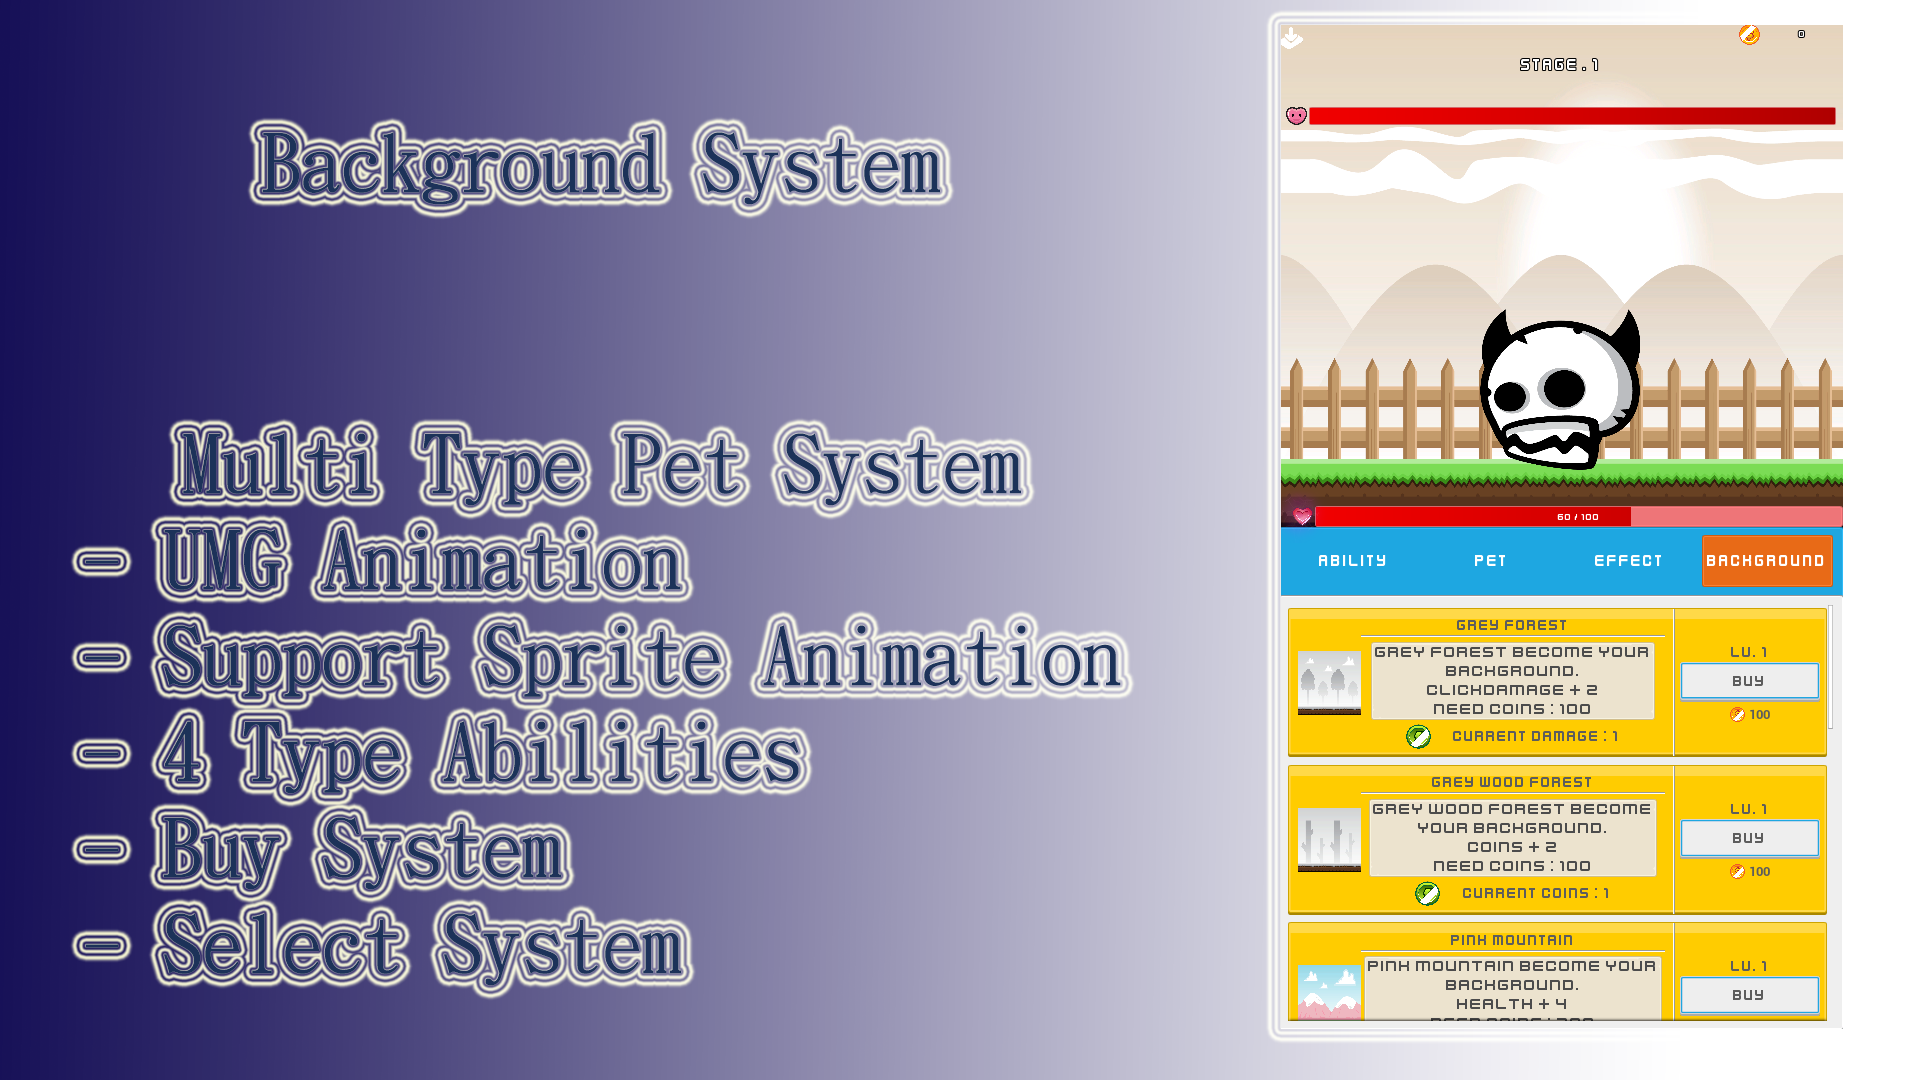 Background System
Multi Type Pet System
- UMG Animation
- Support Sprite Animation
- 4 Type Abilities
- Buy System
- Select System
0
STAGE.1
60 / 100
ABILITY PET EFFECT BACKGROUND
GREY FOREST
GREY FOREST BECOME YOUR
BACKGROUND.
CLICKDAMAGE + 2
NEED COINS : 100
CURRENT DAMAGE : 1
LV. 1
BUY
100
GREY WOOD FOREST
GREY WOOD FOREST BECOME
YOUR BACKGROUND.
COINS + 2
NEED COINS : 100
CURRENT COINS : 1
LV. 1
BUY
100
PINK MOUNTAIN
PINK MOUNTAIN BECOME YOUR
BACKGROUND.
HEALTH + 4
NEED COINS :
LV. 1
BUY